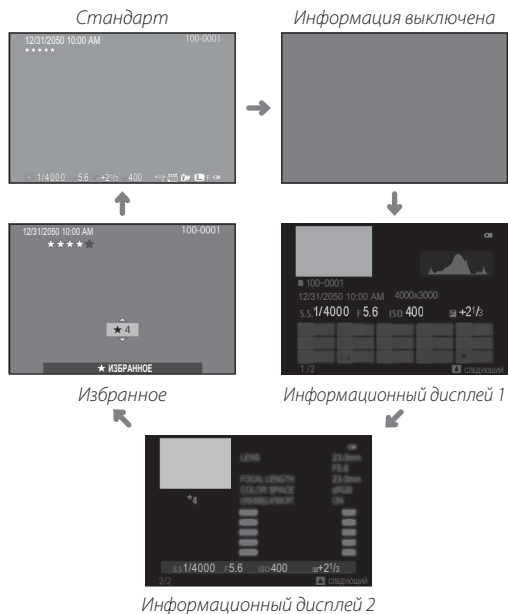 Стандарт
Информация выключена
12/31/2050 10:00 AM 100-0001
★★★★★
1/4000 5.6 +2 1/3 400 L F
12/31/2050 10:00 AM 100-0001
★★★★★
★ 4
★ ИЗБРАННОЕ
100-0001
12/31/2050 10:00 AM 4000x3000
S.S. 1/4000 F 5.6 ISO 400 +2 1/3
1/2 СЛЕДУЮЩИЙ
Избранное
Информационный дисплей 1
LENS 23.0mm
F5.6
FOCAL LENGTH 23.0mm
COLOR SPACE sRGB
ON
★4
S.S 1/4000 F 5.6 ISO 400 +2 1/3
2/2 СЛЕДУЮЩИЙ
Информационный дисплей 2